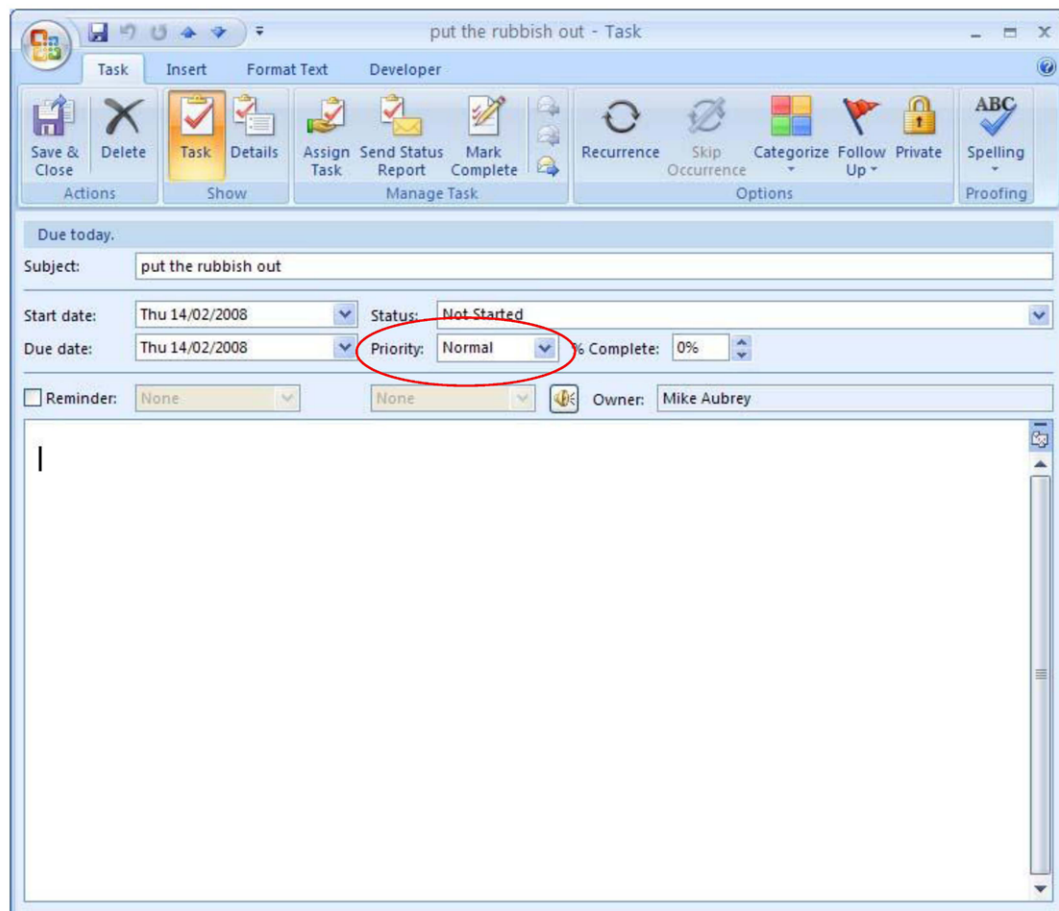 put the rubbish out - Task
Task Insert Format Text Developer
Save & Close Delete Task Details Assign Task Send Status Report Mark Complete Recurrence Skip Occurrence Categorize Follow Up Private ABC Spelling
Actions Show Manage Task Options Proofing
Due today.
Subject: put the rubbish out
Start date: Thu 14/02/2008 Status: Not Started
Due date: Thu 14/02/2008 Priority: Normal % Complete: 0%
Reminder: None None Owner: Mike Aubrey